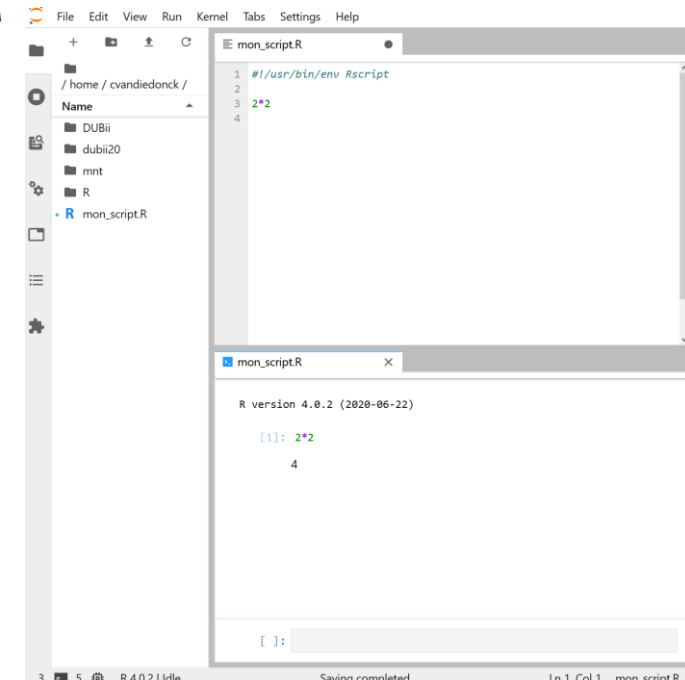 File Edit View Run Kernel Tabs Settings Help
mon_script.R
/ home / cvandiedonck /
Name
DUBii
dubii20
mnt
R
R mon_script.R
1 #!/usr/bin/env Rscript
2
3 2*2
4
mon_script.R
R version 4.0.2 (2020-06-22)
[1]: 2*2
4
[ ]:
3 5 R 4.0.2 | Idle Saving completed Ln 1, Col 1 mon_script.R